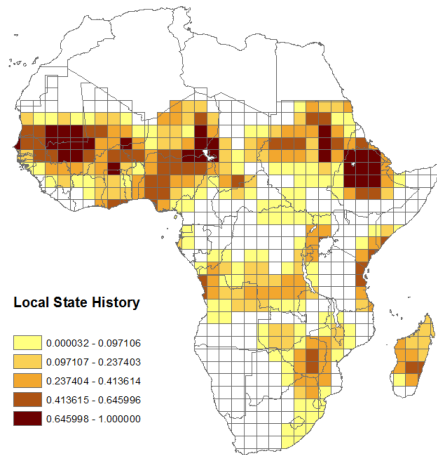 Local State History
0.000032 - 0.097106
0.097107 - 0.237403
0.237404 - 0.413614
0.413615 - 0.645996
0.645998 - 1.000000